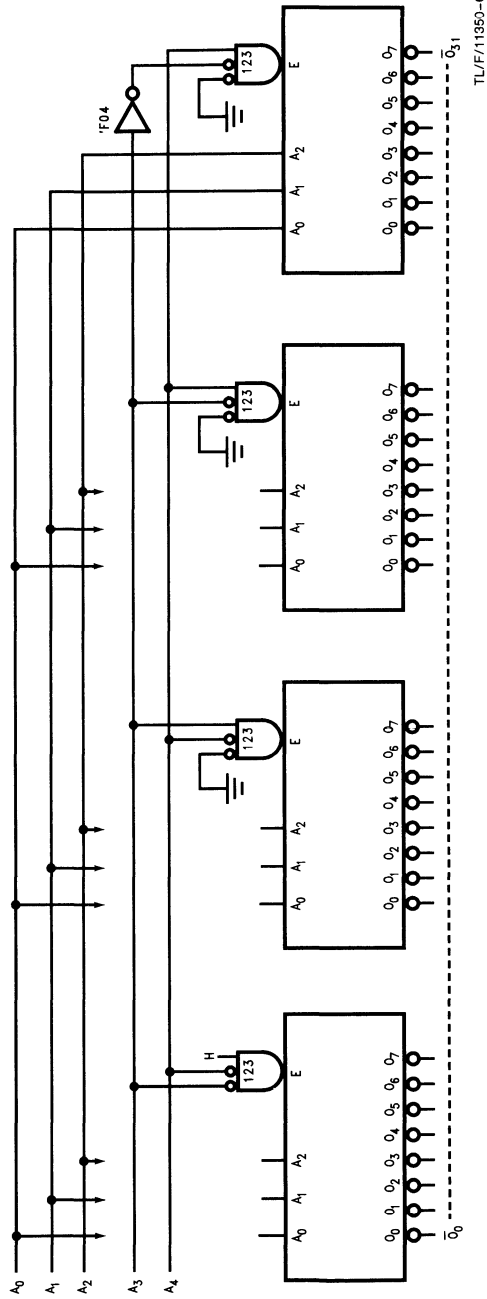 A₀
A₁
A₂
'F04
A₃
A₄
H
123
123
123
123
A₀ A₁ A₂ E
A₀ A₁ A₂ E
A₀ A₁ A₂ E
A₀ A₁ A₂ E
O₀ O₁ O₂ O₃ O₄ O₅ O₆ O₇
O₀ O₁ O₂ O₃ O₄ O₅ O₆ O₇
O₀ O₁ O₂ O₃ O₄ O₅ O₆ O₇
O₀ O₁ O₂ O₃ O₄ O₅ O₆ O₇
Ō₀ Ō₃₁
TL/F/11350-